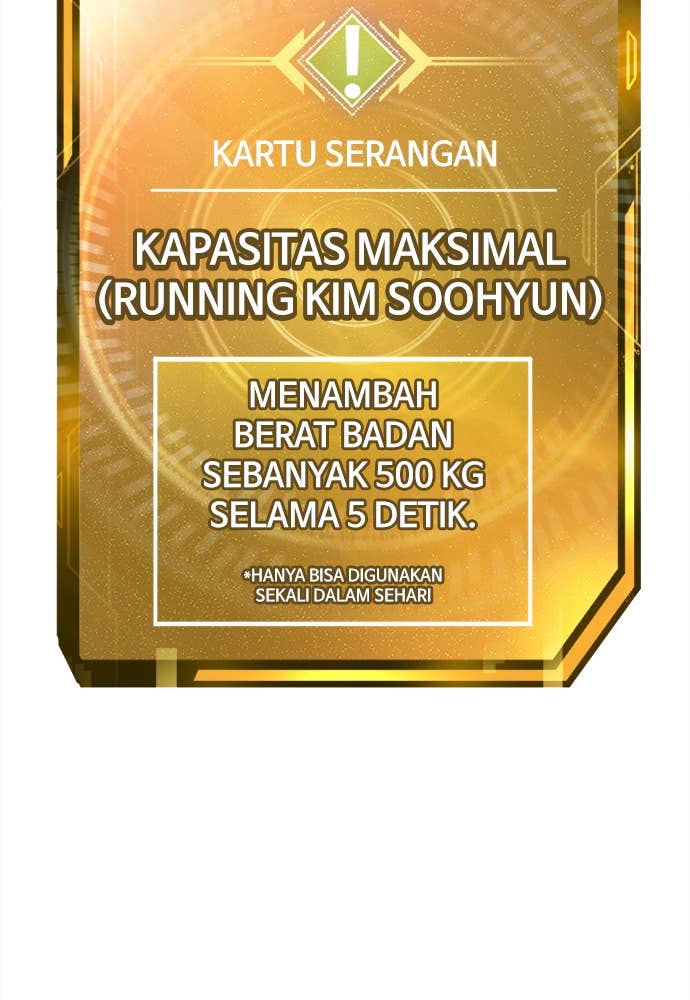 !
KARTU SERANGAN
KAPASITAS MAKSIMAL
(RUNNING KIM SOOHYUN)
MENAMBAH
BERAT BADAN
SEBANYAK 500 KG
SELAMA 5 DETIK.
*HANYA BISA DIGUNAKAN
SEKALI DALAM SEHARI